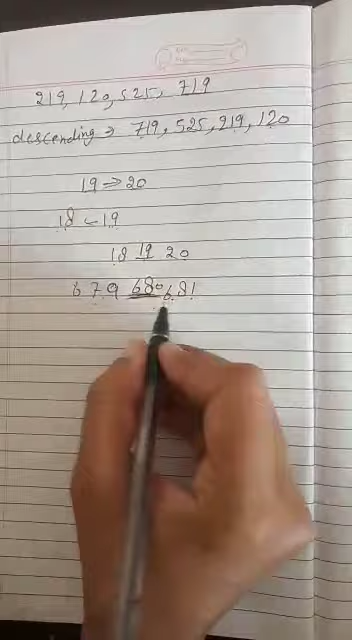 219, 120, 525, 719
descending => 719, 525, 219, 120
19 => 20
18 ← 19
18 19 20
679 680 681